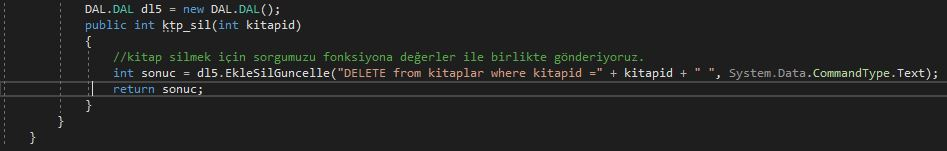 DAL.DAL dl5 = new DAL.DAL();
public int ktp_sil(int kitapid)
{
//kitap silmek için sorgumuzu fonksiyona değerler ile birlikte gönderiyoruz.
int sonuc = dl5.EkleSilGuncelle("DELETE from kitaplar where kitapid =" + kitapid + " ", System.Data.CommandType.Text);
return sonuc;
}
}
}